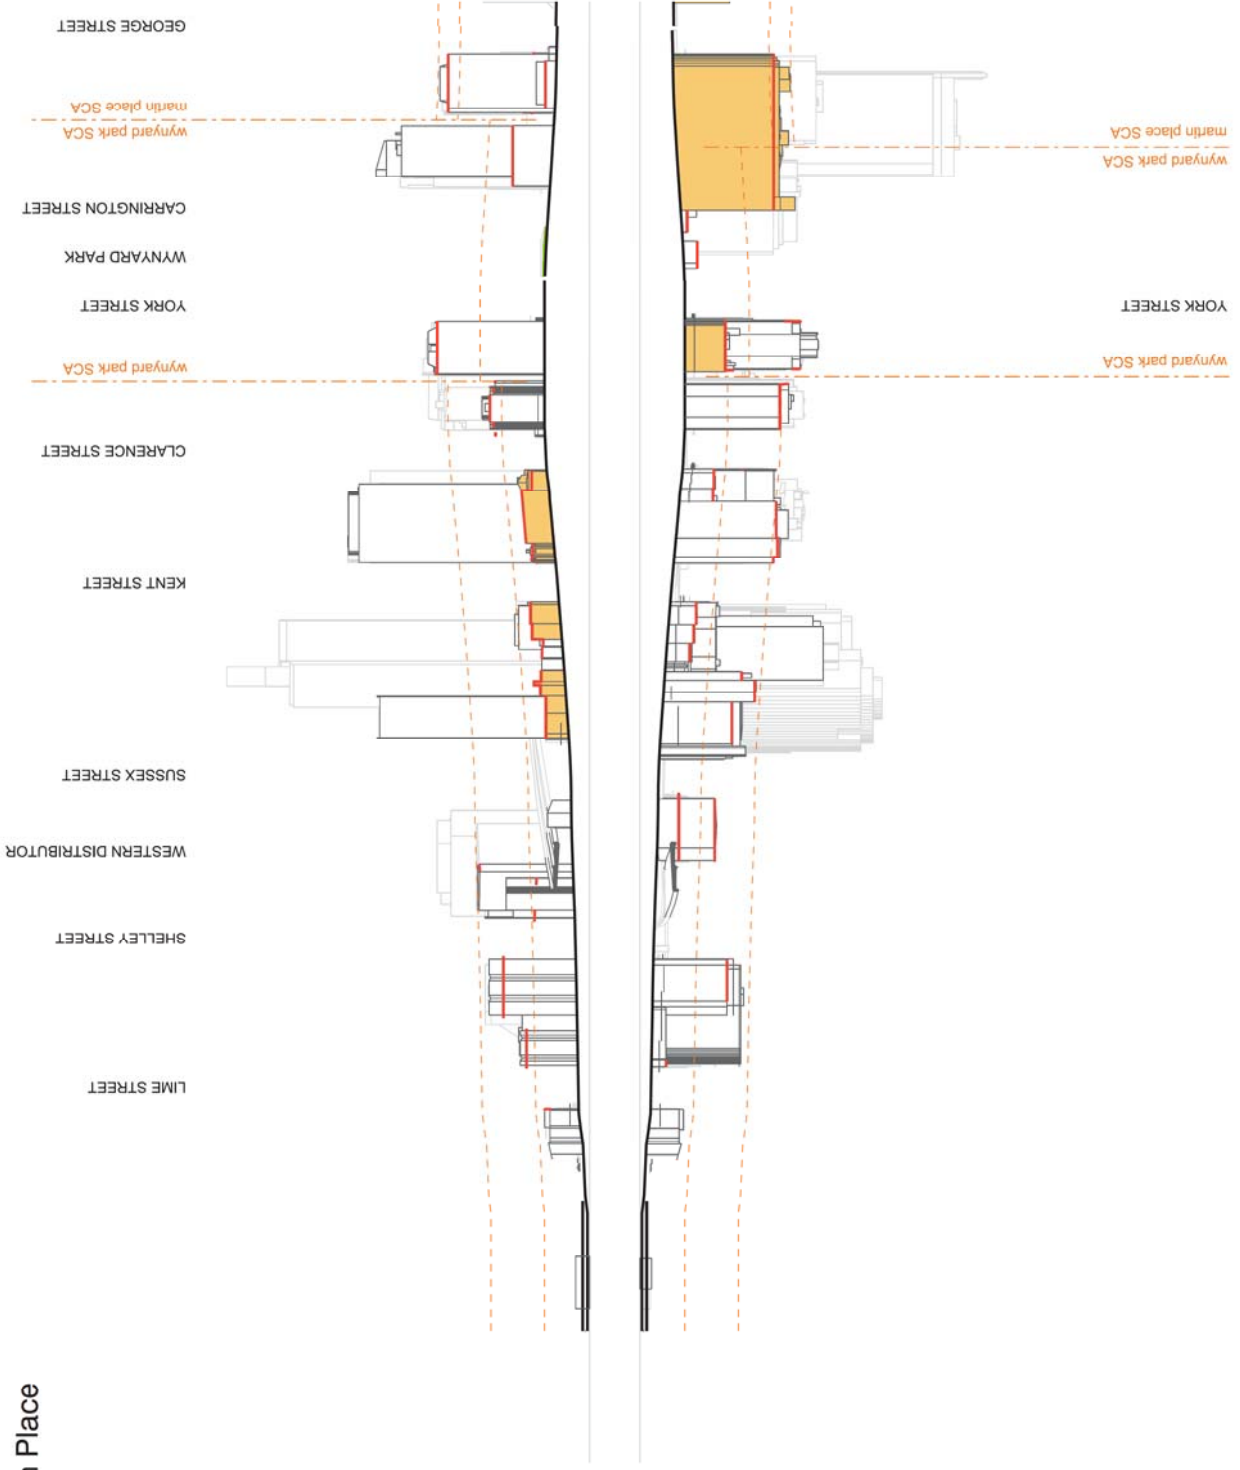 GEORGE STREET
martin place SCA
wynyard park SCA
CARRINGTON STREET
WYNYARD PARK
YORK STREET
wynyard park SCA
CLARENCE STREET
KENT STREET
SUSSEX STREET
WESTERN DISTRIBUTOR
SHELLEY STREET
LIME STREET
martin place SCA
wynyard park SCA
YORK STREET
wynyard park SCA
Place